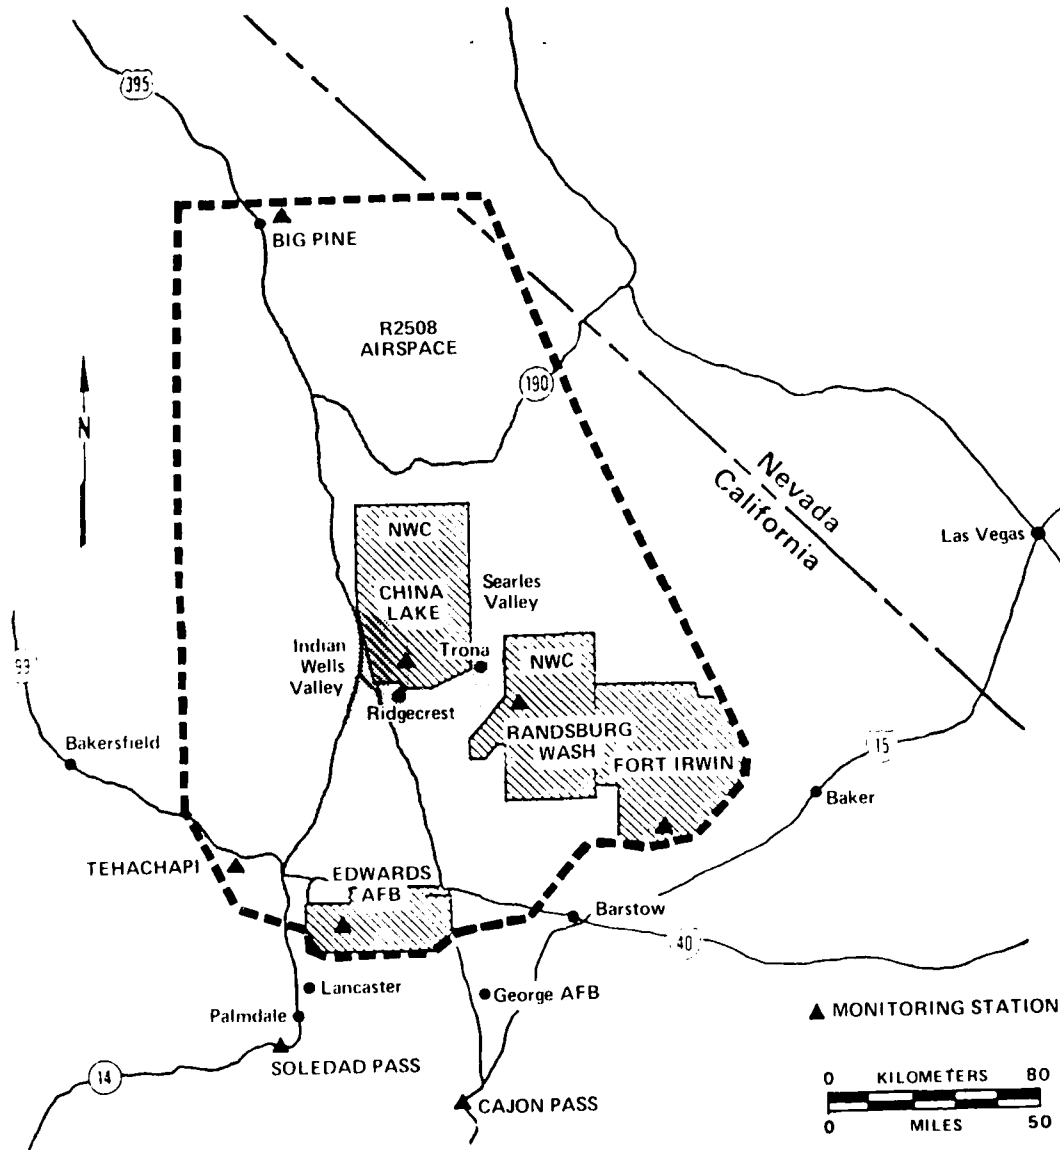 395
BIG PINE
R2508
AIRSPACE
190
N
Nevada
California
Las Vegas
NWC
CHINA
LAKE
Searles
Valley
Indian
Wells
Valley
Trona
NWC
Ridgecrest
99
RANDSBURG
WASH
FORT IRWIN
15
Bakersfield
Baker
TEHACHAPI
EDWARDS
AFB
Barstow
40
Lancaster
George AFB
Palmdale
MONITORING STATION
SOLEDAD PASS
14
CAJON PASS
0 KILOMETERS 80
0 MILES 50